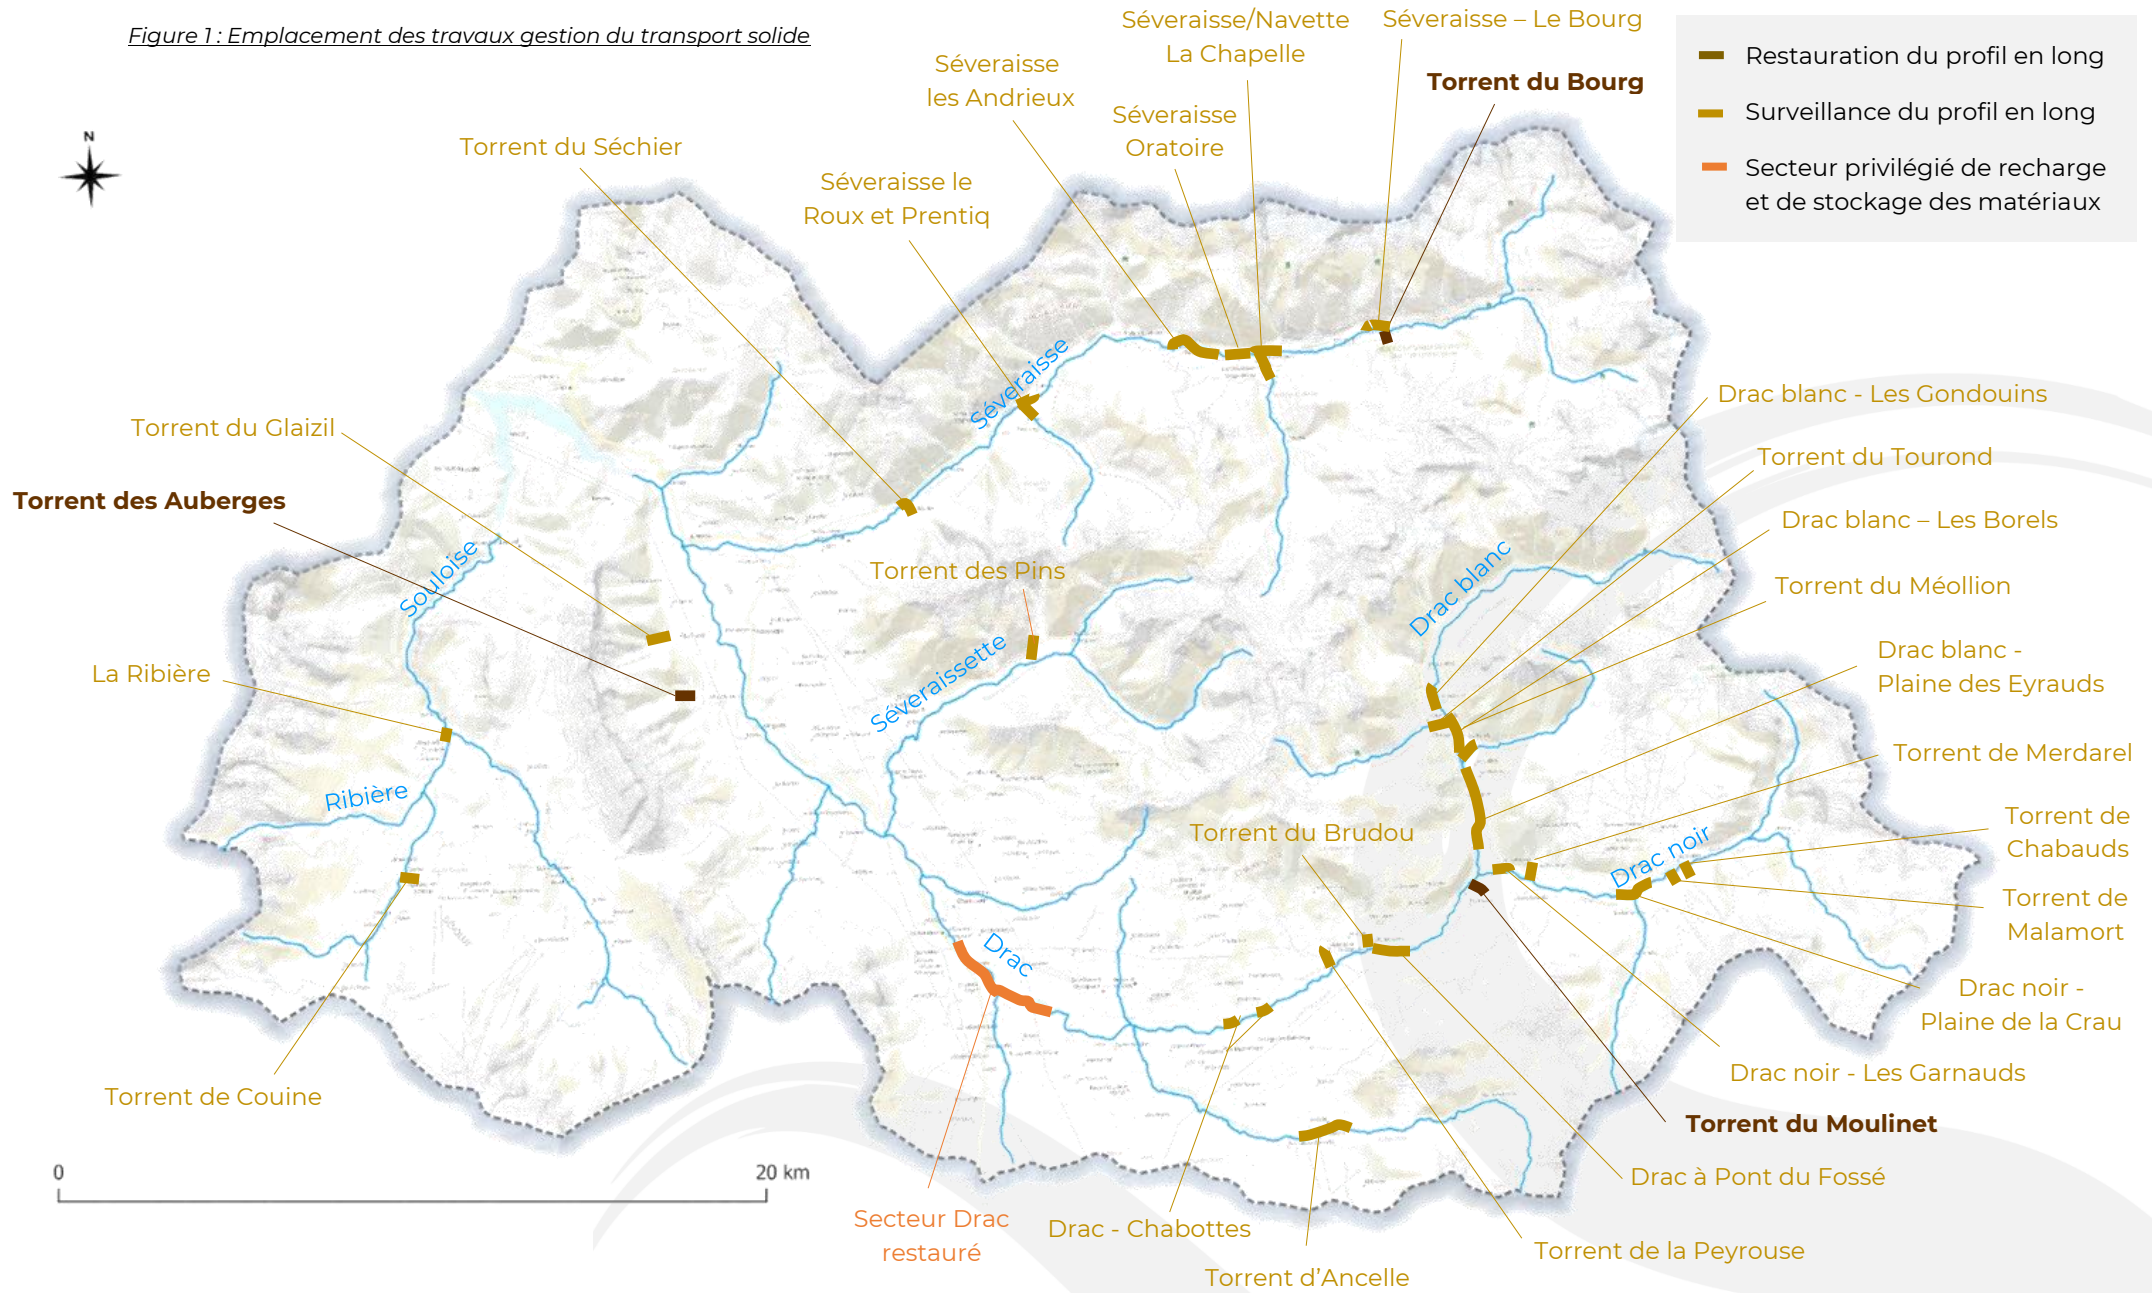 Figure 1 : Emplacement des travaux gestion du transport solide
Séveraisse/Navette
La Chapelle
Séveraisse – Le Bourg
Torrent du Bourg
Séveraisse
les Andrieux
Séveraisse
Oratoire
Restauration du profil en long
Surveillance du profil en long
Secteur privilégié de recharge
et de stockage des matériaux
N
Torrent du Séchier
Séveraisse le
Roux et Prentiq
Séveraisse
Torrent du Glaizil
Torrent des Auberges
Souloise
La Ribière
Ribière
Torrent des Pins
Séveraissette
Drac blanc
Drac blanc - Les Gondouins
Torrent du Tourond
Drac blanc – Les Borels
Torrent du Méollion
Drac blanc -
Plaine des Eyrauds
Torrent de Merdarel
Torrent du Brudou
Drac noir
Torrent de
Chabauds
Torrent de
Malamort
Drac
Drac noir -
Plaine de la Crau
Drac noir - Les Garnauds
Torrent de Couine
Torrent du Moulinet
0
20 km
Drac à Pont du Fossé
Secteur Drac
restauré
Drac - Chabottes
Torrent de la Peyrouse
Torrent d’Ancelle